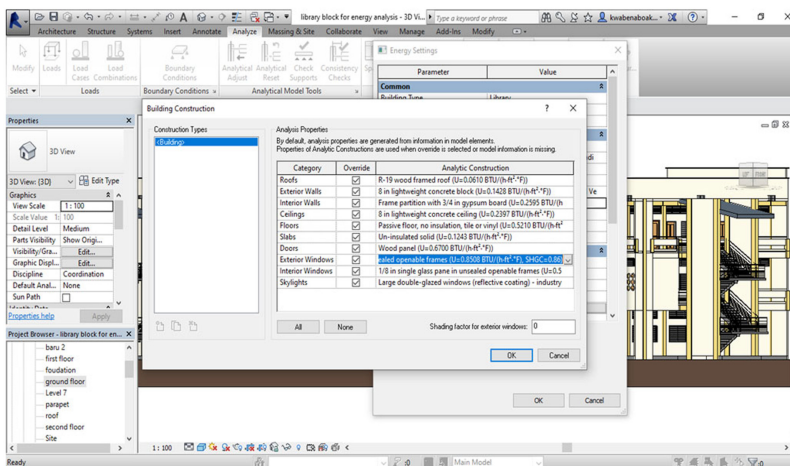 library block for energy analysis - 3D Vi...
Type a keyword or phrase
kwabenaboak...
Architecture Structure Systems Insert Annotate Analyze Massing & Site Collaborate View Manage Add-Ins Modify
Modify Loads Load Cases Load Combinations Boundary Conditions Analytical Adjust Analytical Reset Check Supports Consistency Checks
Select Loads Boundary Conditions Analytical Model Tools
Energy Settings
Parameter Value
Common
Building Type Library
Properties
3D View
3D View: {3D} Edit Type
Graphics
View Scale 1 : 100
Scale Value 1: 100
Detail Level Medium
Parts Visibility Show Origi...
Visibility/Gra... Edit...
Graphic Displ... Edit...
Discipline Coordination
Default Anal... None
Sun Path
Identity Data
Properties help Apply
Project Browser - library block for en...
baru 2
first floor
foudation
ground floor
Level 7
parapet
roof
second floor
Site
Building Construction
Construction Types
<Building>
Analysis Properties
By default, analysis properties are generated from information in model elements.
Properties of Analytic Constructions are used when override is selected or model information is missing.
Category Override Analytic Construction
Roofs R-19 wood framed roof (U=0.0610 BTU/(h·ft²·°F))
Exterior Walls 8 in lightweight concrete block (U=0.1428 BTU/(h·ft²·°F))
Interior Walls Frame partition with 3/4 in gypsum board (U=0.2595 BTU/(h
Ceilings 8 in lightweight concrete ceiling (U=0.2397 BTU/(h·ft²·°F))
Floors Passive floor, no insulation, tile or vinyl (U=0.5210 BTU/(h·ft²
Slabs Un-insulated solid (U=0.1243 BTU/(h·ft²·°F))
Doors Wood panel (U=0.6700 BTU/(h·ft²·°F))
Exterior Windows ealed openable frames (U=0.8508 BTU/(h·ft²·°F), SHGC=0.86)
Interior Windows 1/8 in single glass pane in unsealed openable frames (U=0.5
Skylights Large double-glazed windows (reflective coating) - industry
All None Shading factor for exterior windows: 0
OK Cancel
OK Cancel
1 : 100
Ready
:0 Main Model